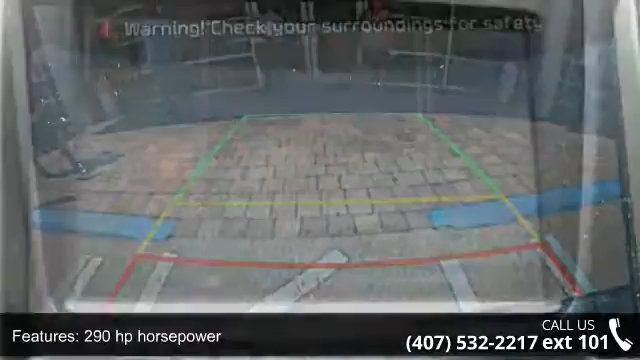 Warning! Check your surroundings for safety
Features: 290 hp horsepower
CALL US
(407) 532-2217 ext 101